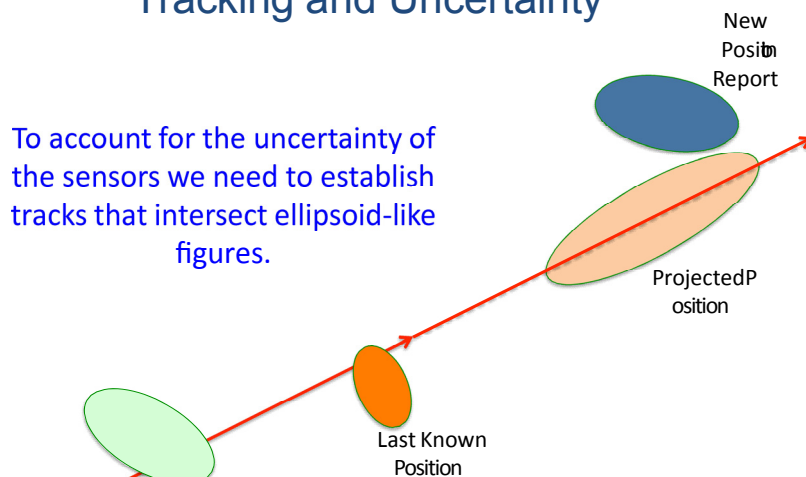 Tracking and Uncertainty
New
Position
Report
To account for the uncertainty of
the sensors we need to establish
tracks that intersect ellipsoid-like
figures.
ProjectedP
osition
Last Known
Position